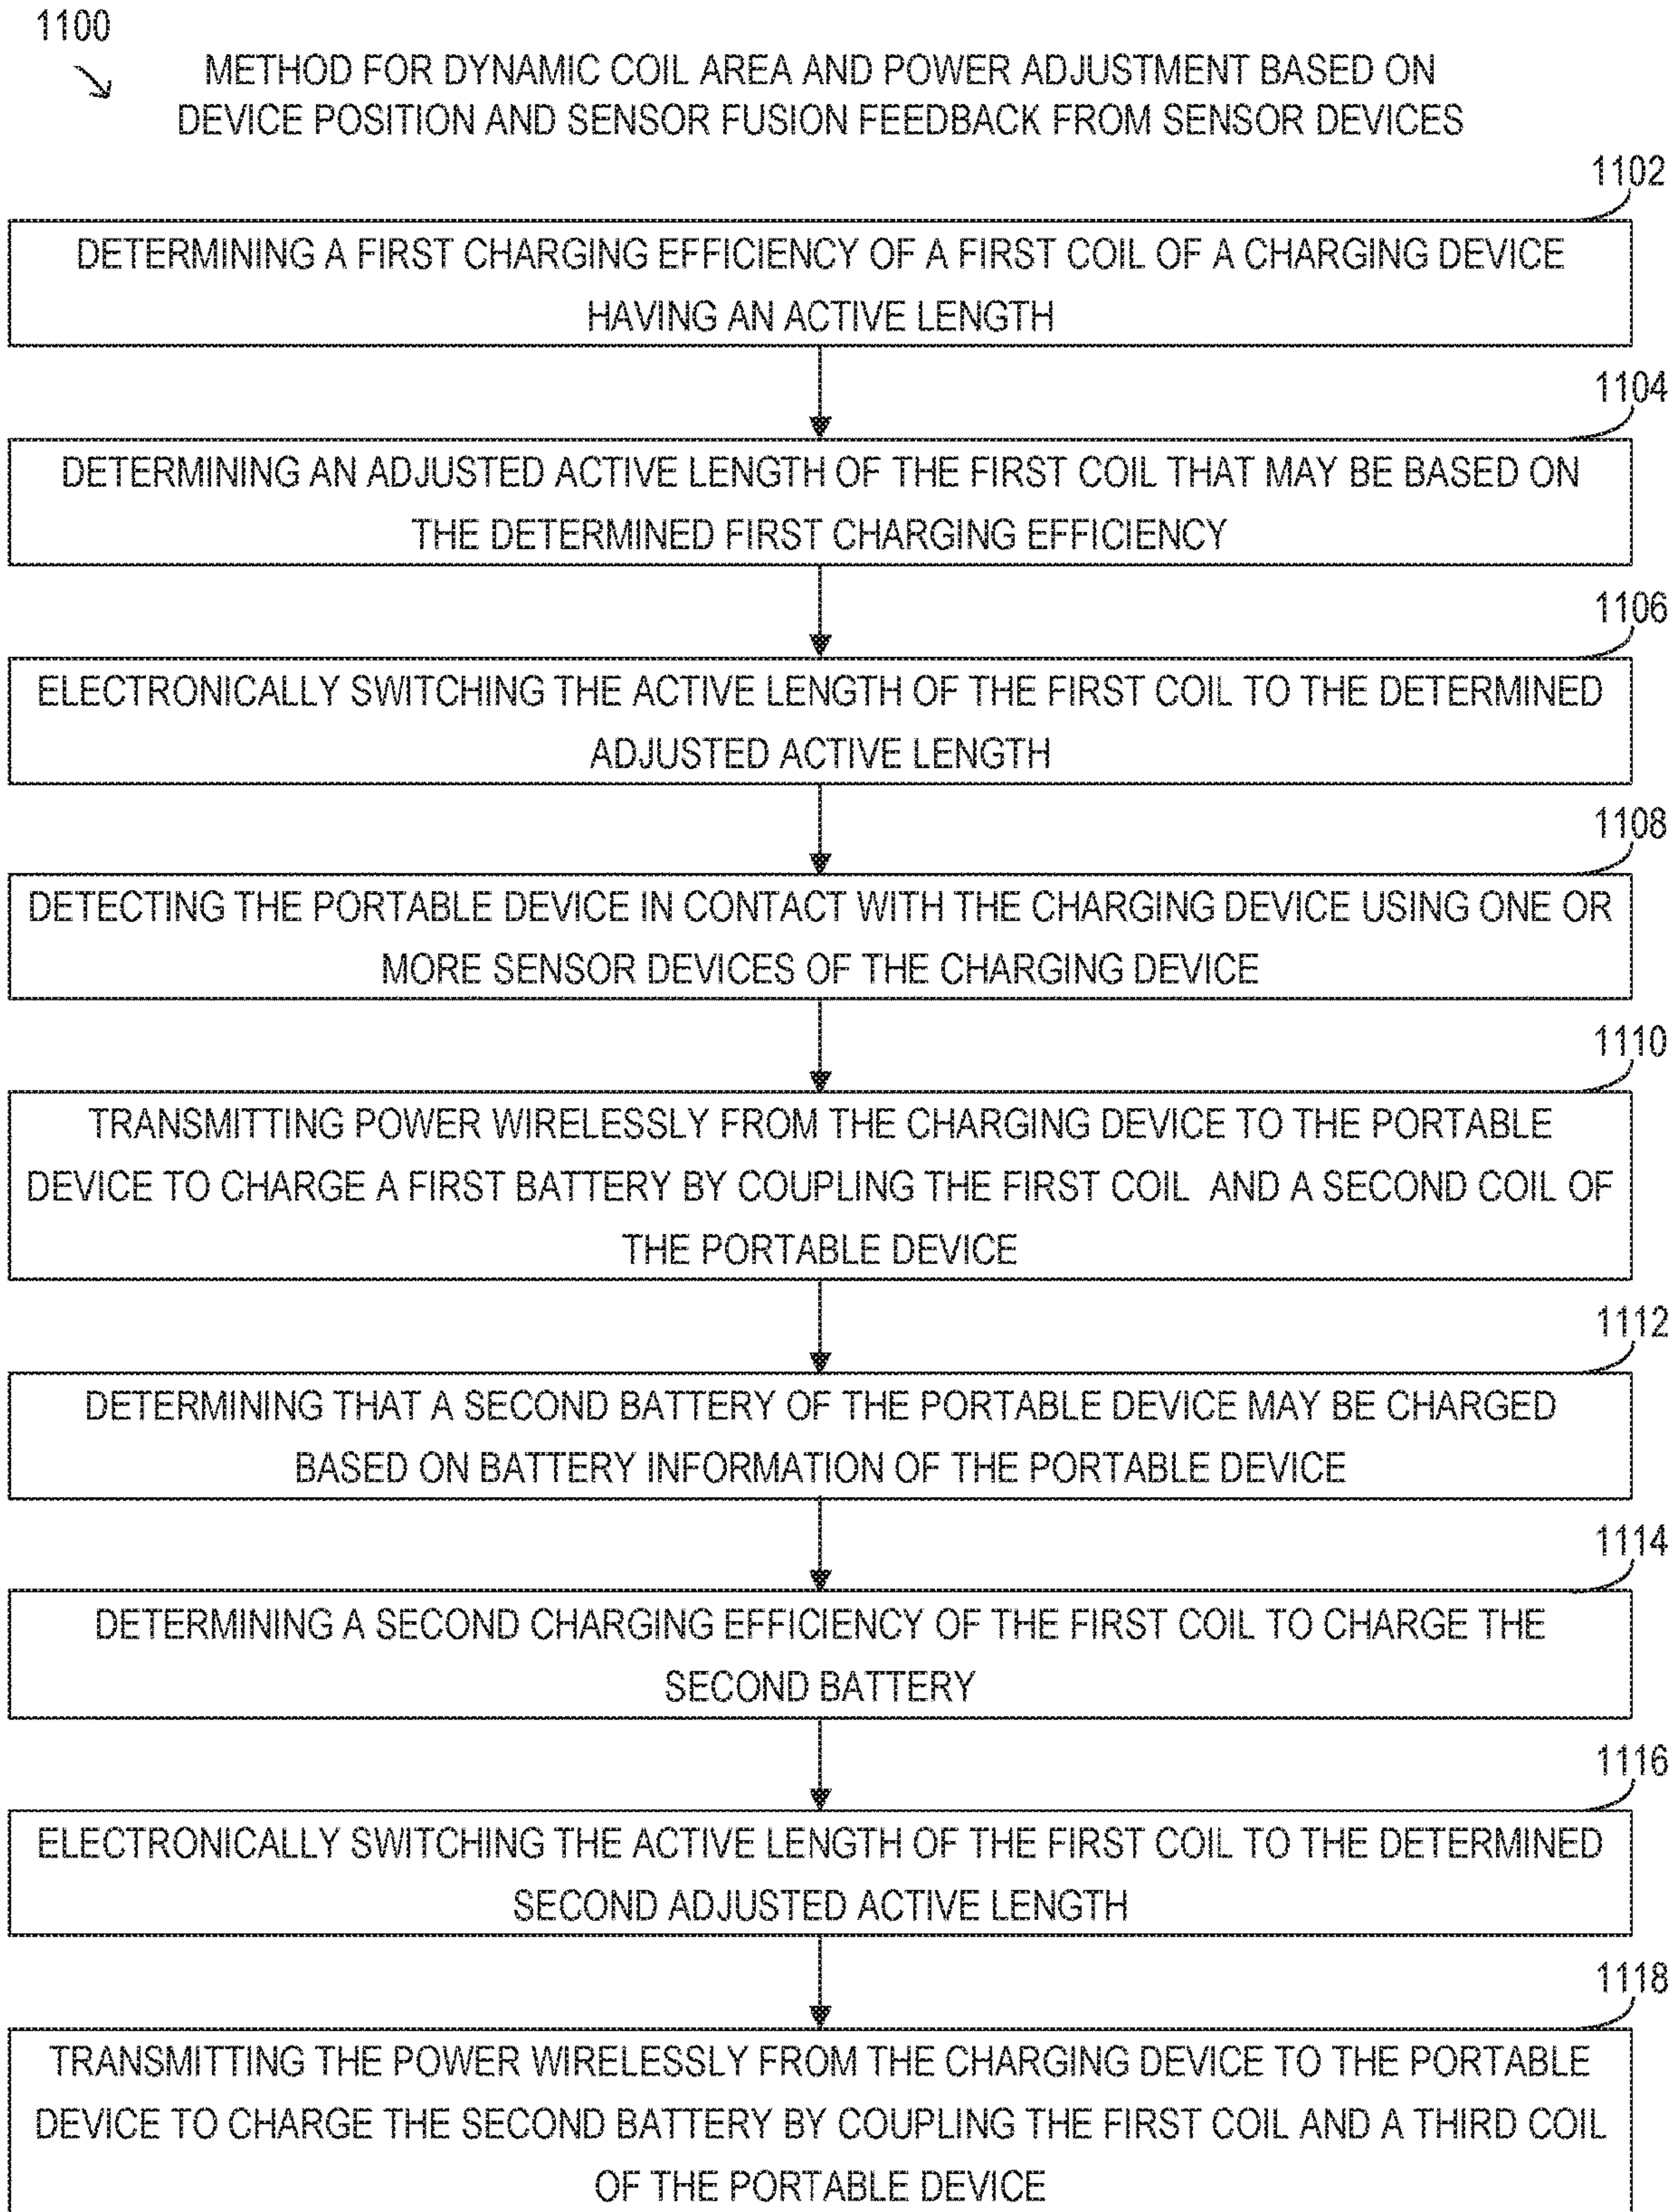 1100
METHOD FOR DYNAMIC COIL AREA AND POWER ADJUSTMENT BASED ON
DEVICE POSITION AND SENSOR FUSION FEEDBACK FROM SENSOR DEVICES
1102
DETERMINING A FIRST CHARGING EFFICIENCY OF A FIRST COIL OF A CHARGING DEVICE
HAVING AN ACTIVE LENGTH
1104
DETERMINING AN ADJUSTED ACTIVE LENGTH OF THE FIRST COIL THAT MAY BE BASED ON
THE DETERMINED FIRST CHARGING EFFICIENCY
1106
ELECTRONICALLY SWITCHING THE ACTIVE LENGTH OF THE FIRST COIL TO THE DETERMINED
ADJUSTED ACTIVE LENGTH
1108
DETECTING THE PORTABLE DEVICE IN CONTACT WITH THE CHARGING DEVICE USING ONE OR
MORE SENSOR DEVICES OF THE CHARGING DEVICE
1110
TRANSMITTING POWER WIRELESSLY FROM THE CHARGING DEVICE TO THE PORTABLE
DEVICE TO CHARGE A FIRST BATTERY BY COUPLING THE FIRST COIL AND A SECOND COIL OF
THE PORTABLE DEVICE
1112
DETERMINING THAT A SECOND BATTERY OF THE PORTABLE DEVICE MAY BE CHARGED
BASED ON BATTERY INFORMATION OF THE PORTABLE DEVICE
1114
DETERMINING A SECOND CHARGING EFFICIENCY OF THE FIRST COIL TO CHARGE THE
SECOND BATTERY
1116
ELECTRONICALLY SWITCHING THE ACTIVE LENGTH OF THE FIRST COIL TO THE DETERMINED
SECOND ADJUSTED ACTIVE LENGTH
1118
TRANSMITTING THE POWER WIRELESSLY FROM THE CHARGING DEVICE TO THE PORTABLE
DEVICE TO CHARGE THE SECOND BATTERY BY COUPLING THE FIRST COIL AND A THIRD COIL
OF THE PORTABLE DEVICE